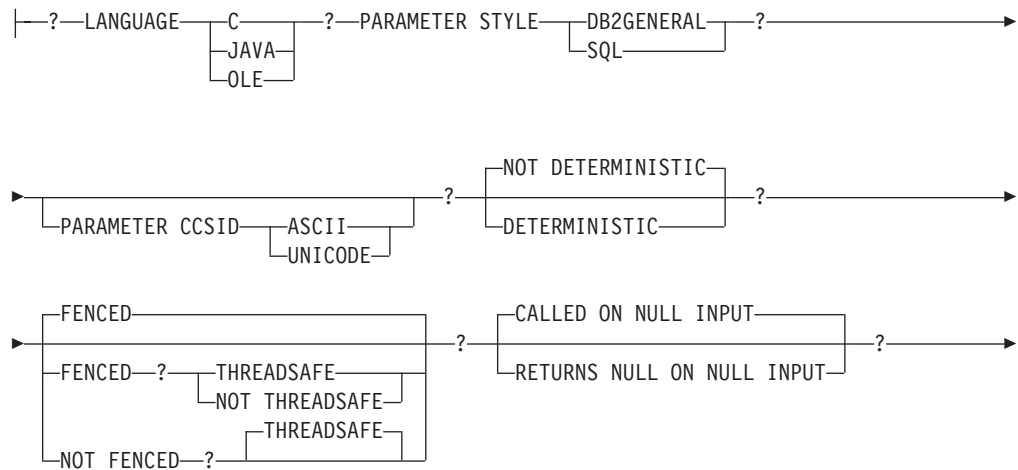 ? LANGUAGE C ? PARAMETER STYLE DB2GENERAL ?
JAVA SQL
OLE
NOT DETERMINISTIC
? ?
PARAMETER CCSID ASCII DETERMINISTIC
UNICODE
FENCED CALLED ON NULL INPUT
? ?
FENCED ? THREADSAFE RETURNS NULL ON NULL INPUT
NOT THREADSAFE
THREADSAFE
NOT FENCED ?